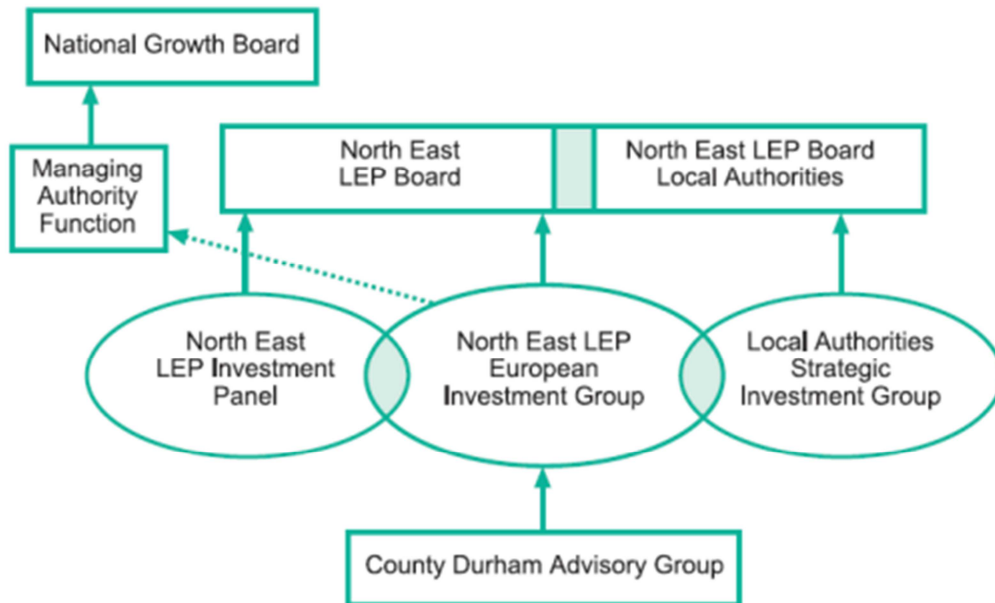 National Growth Board
Managing
Authority
Function
North East
LEP Board
North East LEP Board
Local Authorities
North East
LEP Investment
Panel
North East LEP
European
Investment Group
Local Authorities
Strategic
Investment Group
County Durham Advisory Group